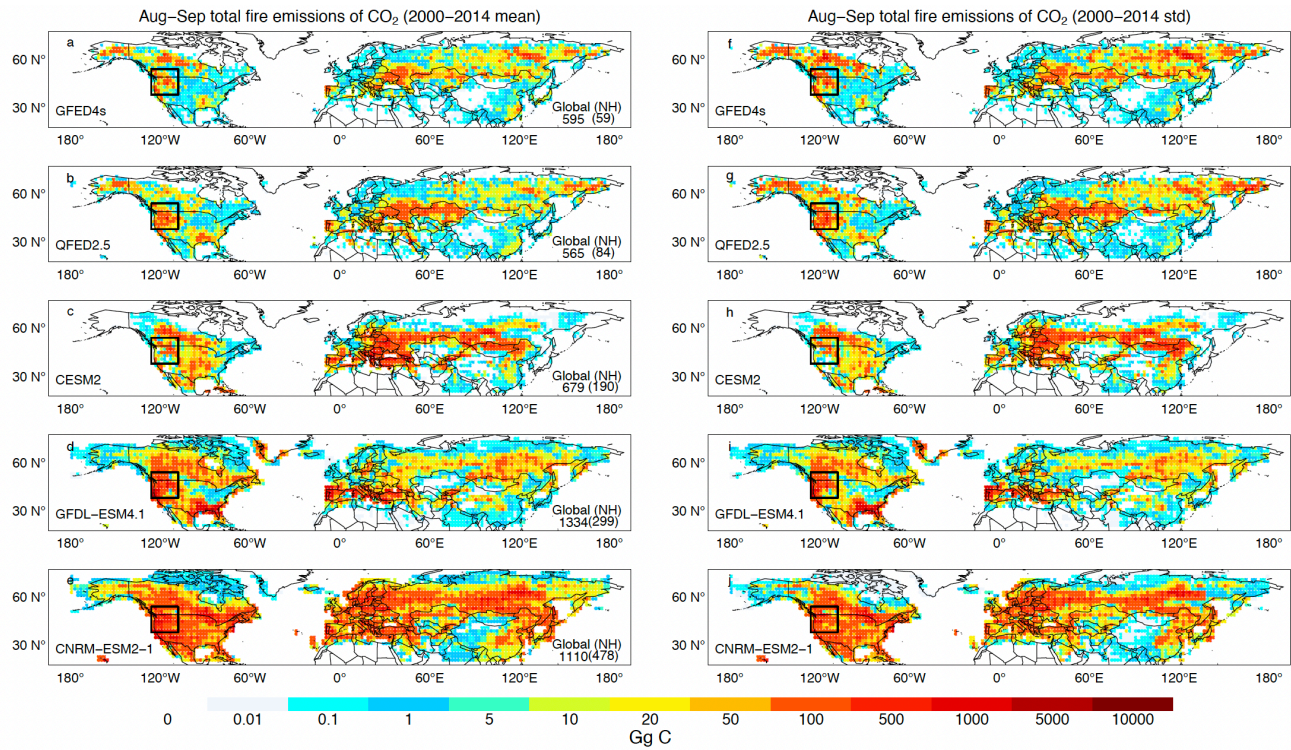 Aug−Sep total fire emissions of CO₂ (2000−2014 mean)
Aug−Sep total fire emissions of CO₂ (2000−2014 std)
a
60 N°
30 N°
GFED4s
Global (NH)
595 (59)
180° 120°W 60°W 0° 60°E 120°E 180°
f
60 N°
30 N°
GFED4s
180° 120°W 60°W 0° 60°E 120°E 180°
b
60 N°
30 N°
QFED2.5
Global (NH)
565 (84)
180° 120°W 60°W 0° 60°E 120°E 180°
g
60 N°
30 N°
QFED2.5
180° 120°W 60°W 0° 60°E 120°E 180°
c
60 N°
30 N°
CESM2
Global (NH)
679 (190)
180° 120°W 60°W 0° 60°E 120°E 180°
h
60 N°
30 N°
CESM2
180° 120°W 60°W 0° 60°E 120°E 180°
d
60 N°
30 N°
GFDL−ESM4.1
Global (NH)
1334(299)
180° 120°W 60°W 0° 60°E 120°E 180°
i
60 N°
30 N°
GFDL−ESM4.1
180° 120°W 60°W 0° 60°E 120°E 180°
e
60 N°
30 N°
CNRM−ESM2−1
Global (NH)
1110(478)
180° 120°W 60°W 0° 60°E 120°E 180°
60 N°
30 N°
CNRM−ESM2−1
180° 120°W 60°W 0° 60°E 120°E 180°
0 0.01 0.1 1 5 10 20 50 100 500 1000 5000 10000
Gg C